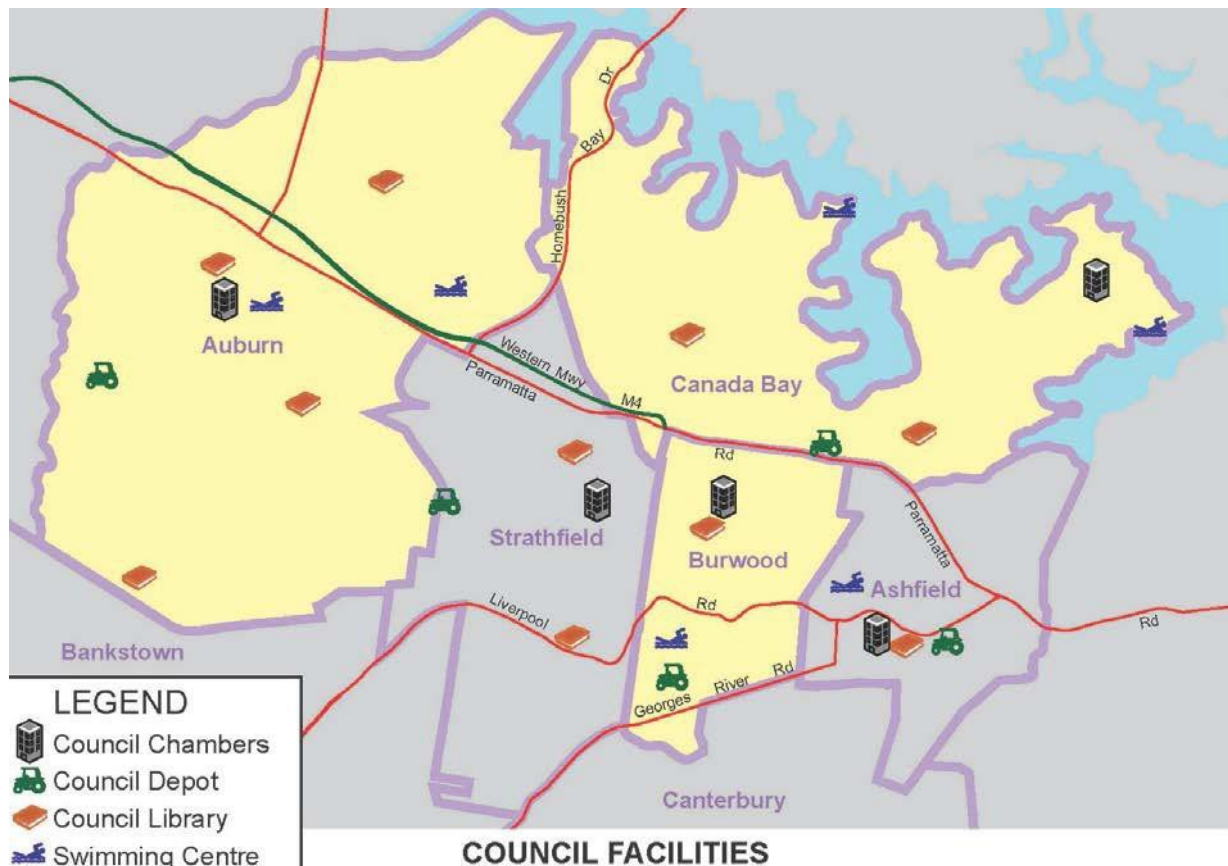 Dr
Bay
Homebush
Auburn
Western Mwy
M4
Parramatta
Canada Bay
Rd
Strathfield
Burwood
Parramatta
Ashfield
Liverpool
Rd
Rd
Bankstown
Georges River Rd
Canterbury
LEGEND
Council Chambers
Council Depot
Council Library
Swimming Centre
COUNCIL FACILITIES